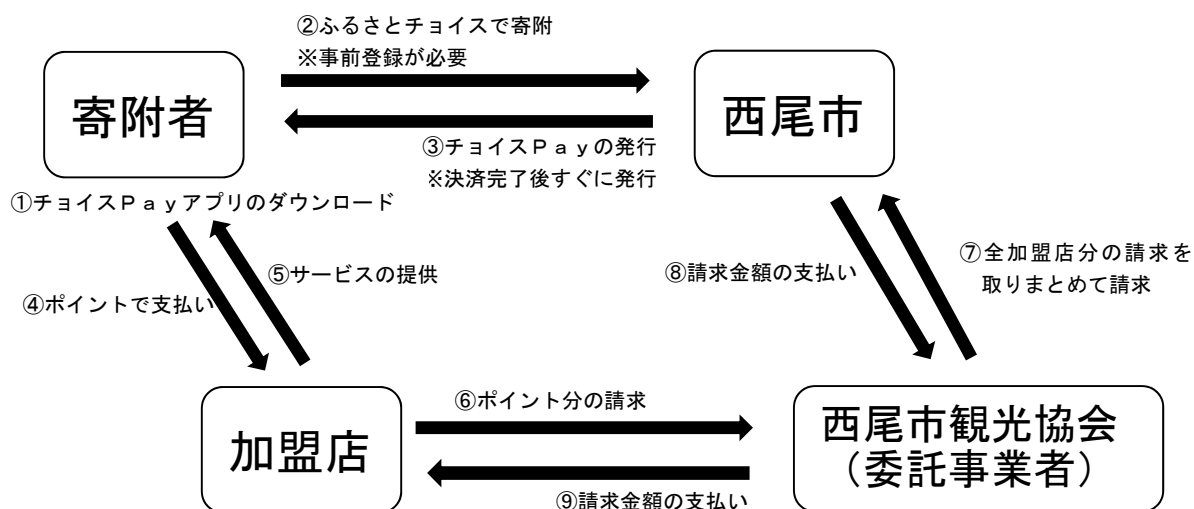 ②ふるさとチョイスで寄附
※事前登録が必要
寄附者
西尾市
③チョイスＰａｙの発行
※決済完了後すぐに発行
①チョイスＰａｙアプリのダウンロード
⑤サービスの提供
④ポイントで支払い
⑦全加盟店分の請求を
取りまとめて請求
⑧請求金額の支払い
⑥ポイント分の請求
加盟店
西尾市観光協会
（委託事業者）
⑨請求金額の支払い